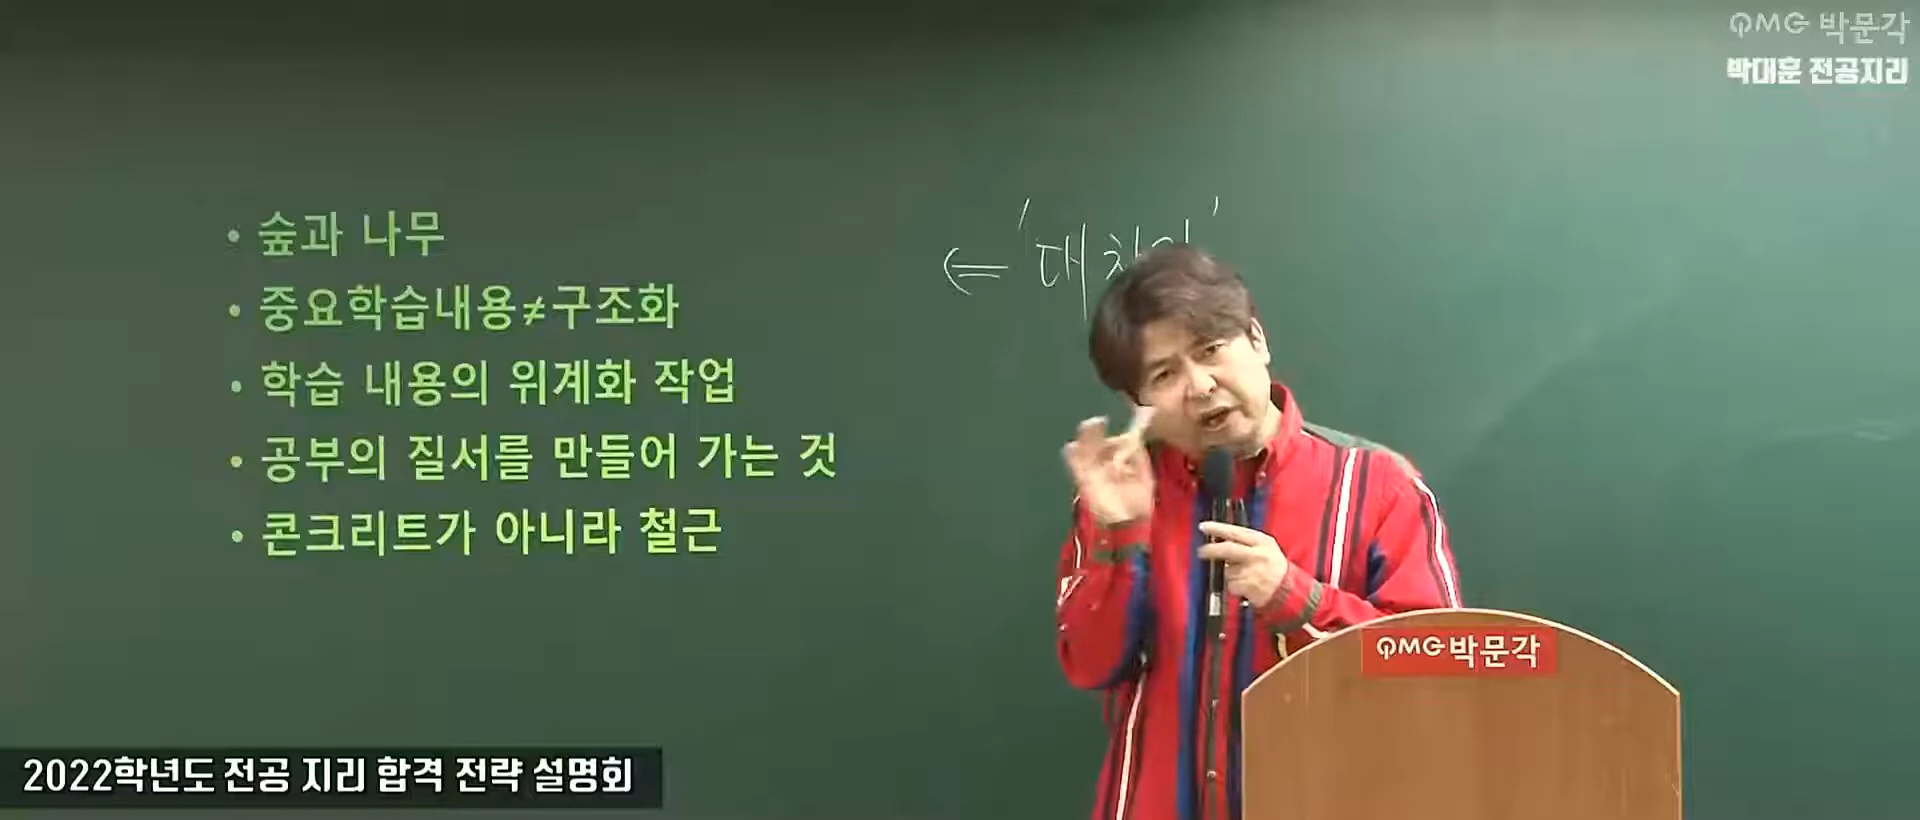 PMG 박문각
박대훈 전공지리
• 숲과 나무
• 중요학습내용≠구조화
• 학습 내용의 위계화 작업
• 공부의 질서를 만들어 가는 것
• 콘크리트가 아니라 철근
⇐ '대
PMG 박문각
2022학년도 전공 지리 합격 전략 설명회